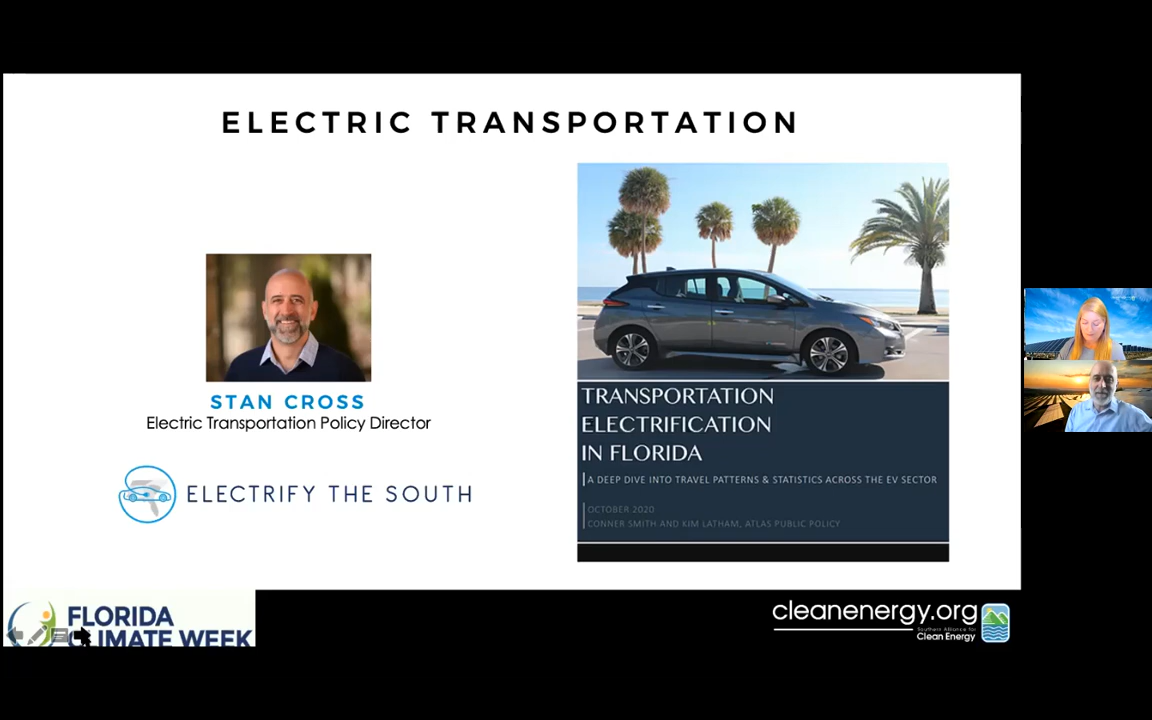 ELECTRIC TRANSPORTATION
STAN CROSS
Electric Transportation Policy Director
ELECTRIFY THE SOUTH
TRANSPORTATION
ELECTRIFICATION
IN FLORIDA
A DEEP DIVE INTO TRAVEL PATTERNS & STATISTICS ACROSS THE EV SECTOR
OCTOBER 2020
CONNER SMITH AND KIM LATHAM, ATLAS PUBLIC POLICY
FLORIDA
CLIMATE WEEK
cleanenergy.org
Southern Alliance for
Clean Energy